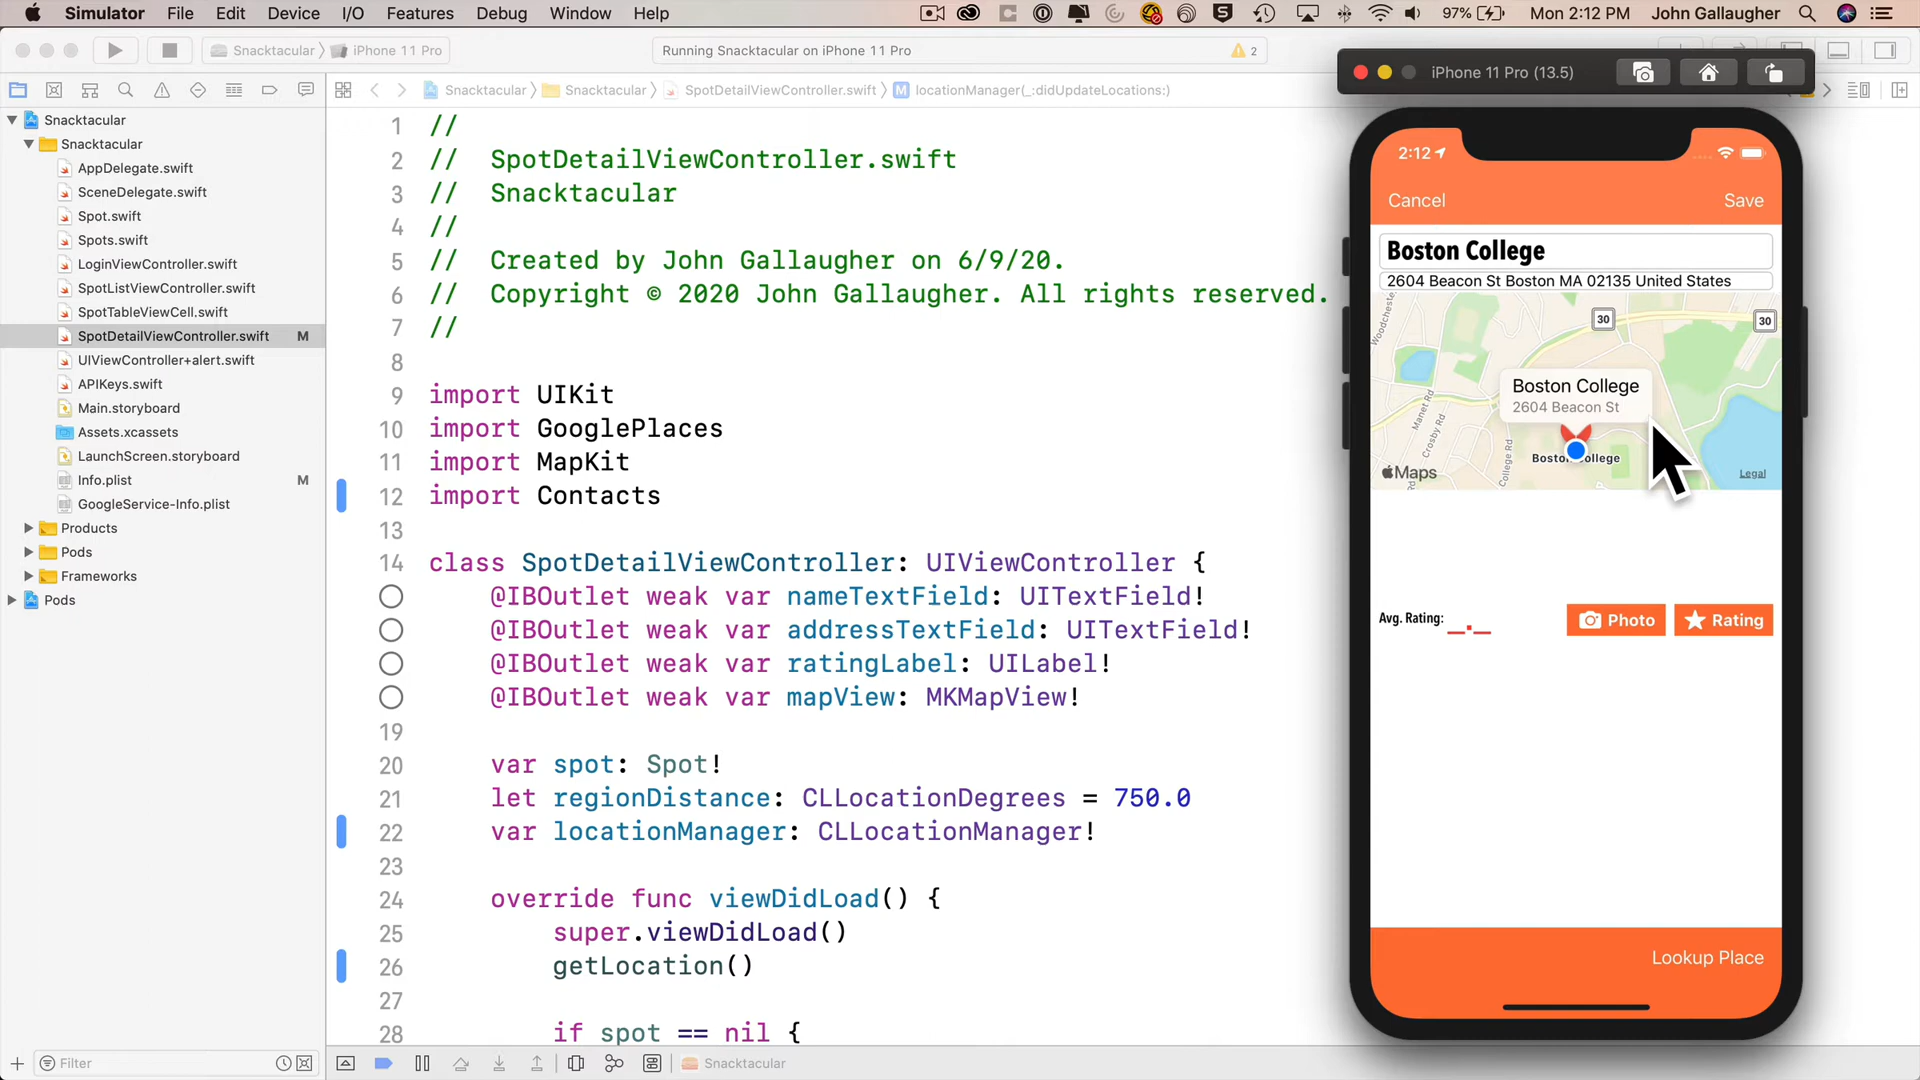 Simulator File Edit Device I/O Features Debug Window Help 97% Mon 2:12 PM John Gallaugher
Snacktacular iPhone 11 Pro
Running Snacktacular on iPhone 11 Pro
2
Snacktacular Snacktacular SpotDetailViewController.swift locationManager(_:didUpdateLocations:)
Snacktacular
Snacktacular
AppDelegate.swift
SceneDelegate.swift
Spot.swift
Spots.swift
LoginViewController.swift
SpotListViewController.swift
SpotTableViewCell.swift
SpotDetailViewController.swift M
UIViewController+alert.swift
APIKeys.swift
Main.storyboard
Assets.xcassets
LaunchScreen.storyboard
Info.plist M
GoogleService-Info.plist
Products
Pods
Frameworks
Pods
Filter
1 //
2 // SpotDetailViewController.swift
3 // Snacktacular
4 //
5 // Created by John Gallaugher on 6/9/20.
6 // Copyright © 2020 John Gallaugher. All rights reserved.
7 //
8
9 import UIKit
10 import GooglePlaces
11 import MapKit
12 import Contacts
13
14 class SpotDetailViewController: UIViewController {
@IBOutlet weak var nameTextField: UITextField!
@IBOutlet weak var addressTextField: UITextField!
@IBOutlet weak var ratingLabel: UILabel!
@IBOutlet weak var mapView: MKMapView!
19
20 var spot: Spot!
21 let regionDistance: CLLocationDegrees = 750.0
22 var locationManager: CLLocationManager!
23
24 override func viewDidLoad() {
25 super.viewDidLoad()
26 getLocation()
27
28 if spot == nil {
Snacktacular
iPhone 11 Pro (13.5)
2:12
Cancel Save
Boston College
2604 Beacon St Boston MA 02135 United States
30
30
Manet Rd
Crosby Rd
College Rd
Boston College
2604 Beacon St
Maps
Legal
Avg. Rating: _._ Photo Rating
Lookup Place